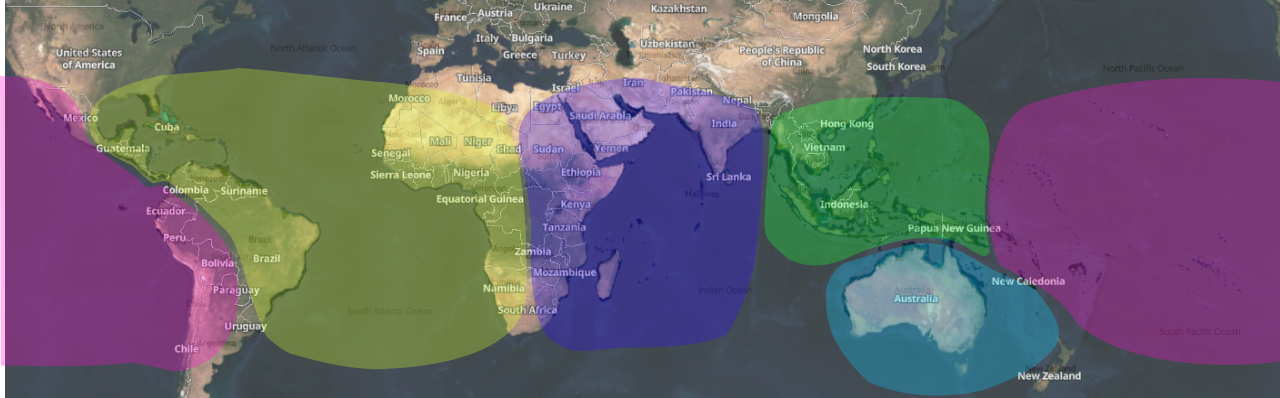 Ukraine
Kazakhstan
France
Austria
Mongolia
North America
Italy
Bulgaria
North Atlantic Ocean
Spain
Greece
Turkey
Uzbekistan
People's Republic
of China
North Korea
United States
of America
South Korea
North Pacific Ocean
Tunisia
Israel
Iran
Pakistan
Morocco
Algeria
Libya
Egypt
Nepal
Mexico
Saudi Arabia
India
Hong Kong
Cuba
Mauritania
Mali
Niger
Chad
Sudan
Yemen
Vietnam
Guatemala
Senegal
Sierra Leone
Nigeria
Ethiopia
Sri Lanka
Colombia
Suriname
Equatorial Guinea
Maldives
Ecuador
Kenya
Indonesia
Peru
Brazil
Tanzania
Papua New Guinea
Bolivia
Brazil
Zambia
Mozambique
Paraguay
Namibia
Indian Ocean
Australia
Australia
New Caledonia
South Atlantic Ocean
South Africa
Uruguay
South Pacific Ocean
Chile
Argentina
New Zealand